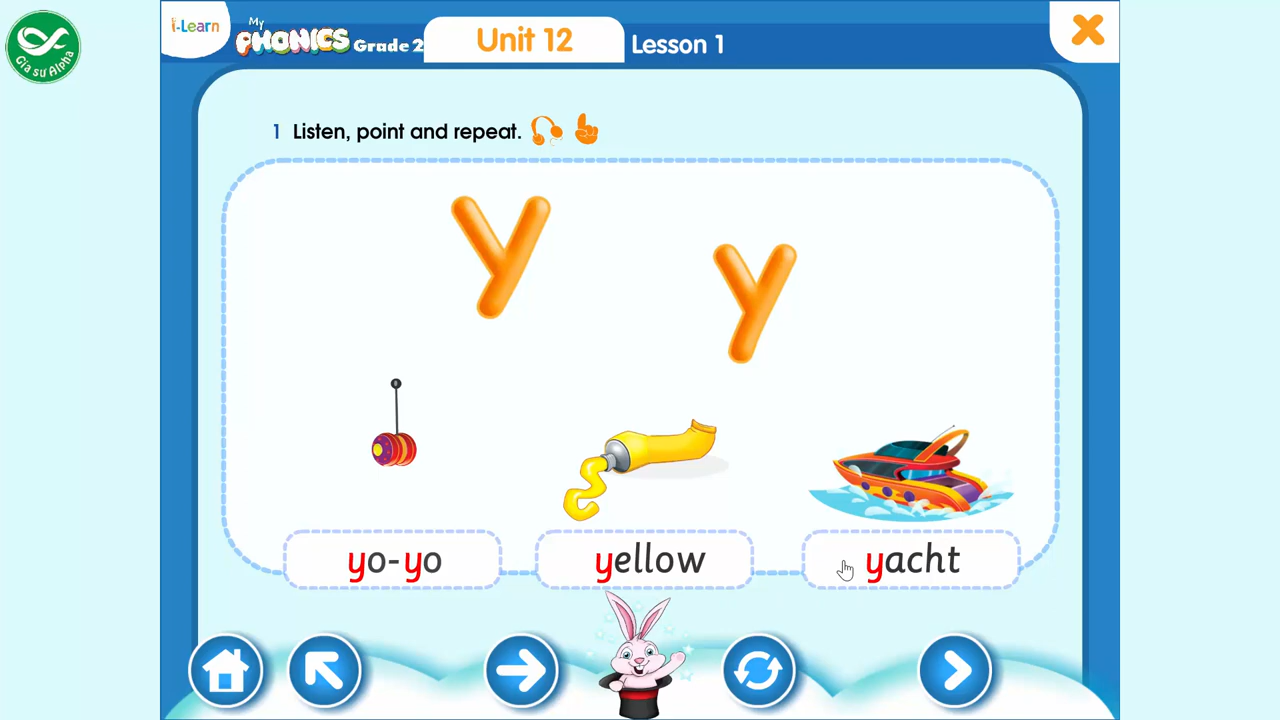 Gia sư Alpha
i-Learn
My
PHONICS Grade 2
Unit 12
Lesson 1
1 Listen, point and repeat.
Y y
yo-yo
yellow
yacht